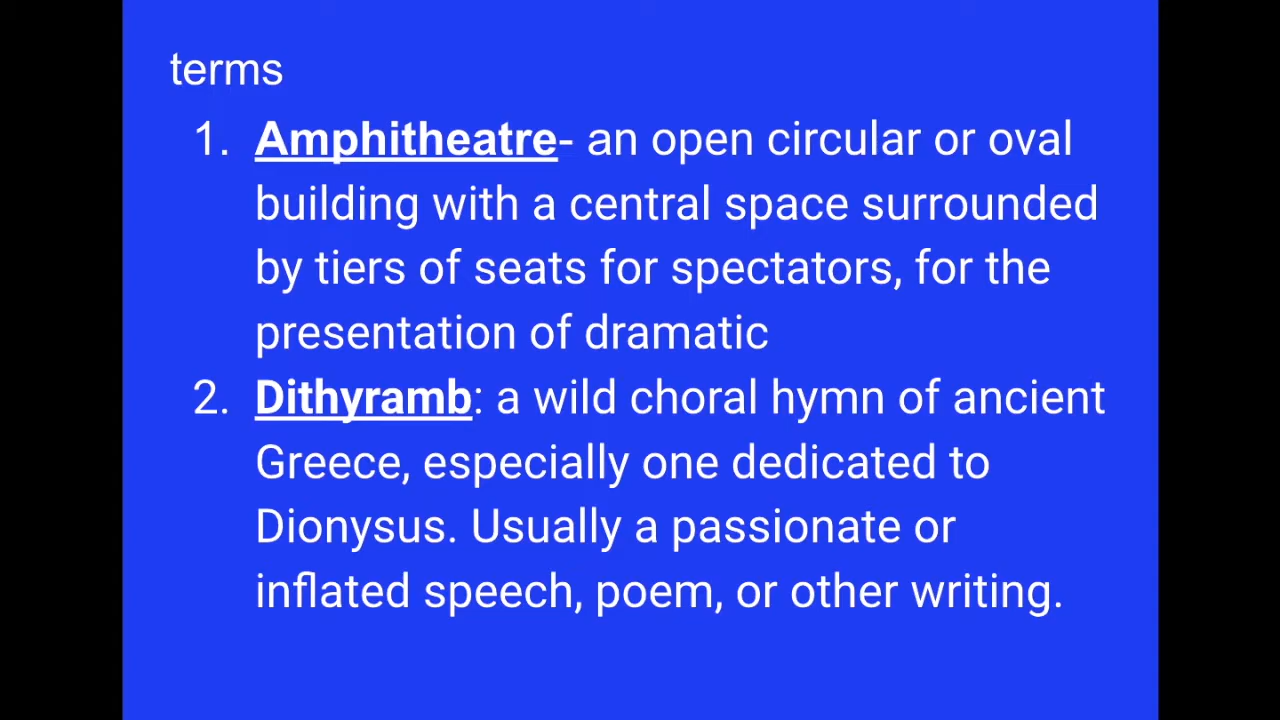 terms
1. Amphitheatre- an open circular or oval
building with a central space surrounded
by tiers of seats for spectators, for the
presentation of dramatic
2. Dithyramb: a wild choral hymn of ancient
Greece, especially one dedicated to
Dionysus. Usually a passionate or
inflated speech, poem, or other writing.